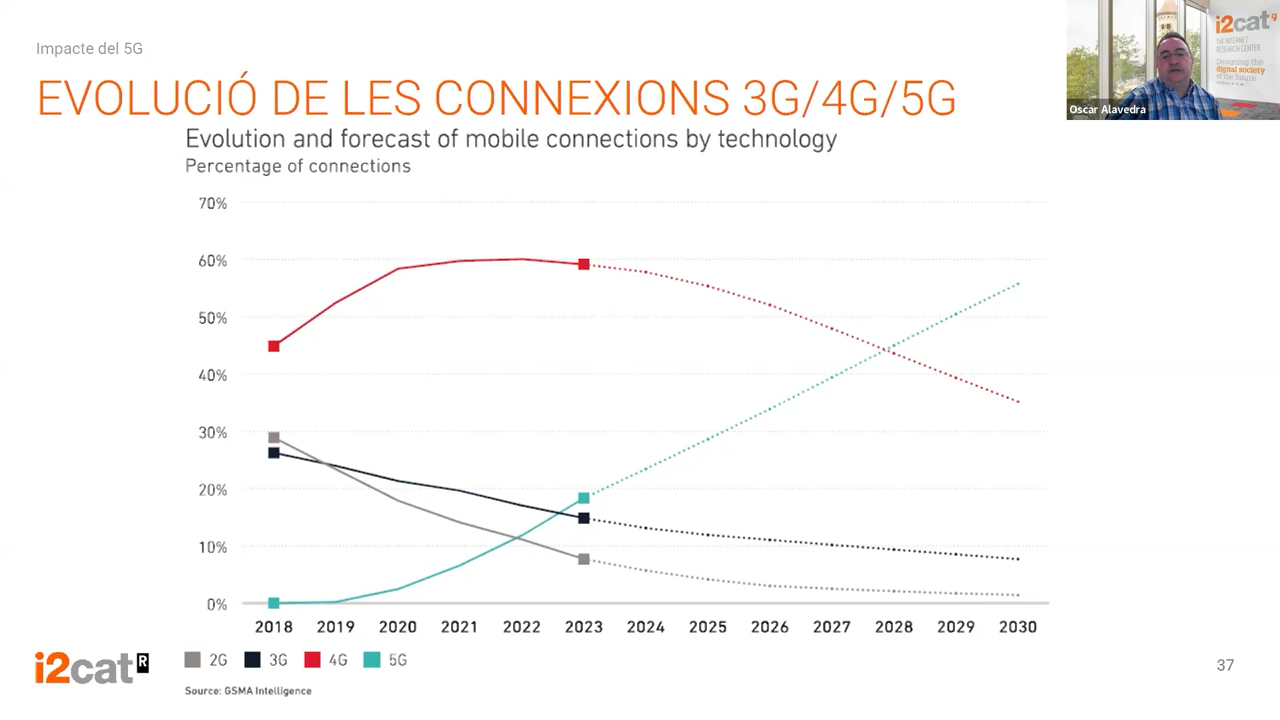 Impacte del 5G
EVOLUCIÓ DE LES CONNEXIONS 3G/4G/5G
Evolution and forecast of mobile connections by technology
Percentage of connections
70%
60%
50%
40%
30%
20%
10%
0%
2018 2019 2020 2021 2022 2023 2024 2025 2026 2027 2028 2029 2030
2G 3G 4G 5G
Source: GSMA Intelligence
i2cat R
37
i2cat
THE INTERNET
RESEARCH CENTER
Designing the
digital society
of the future
Oscar Alavedra